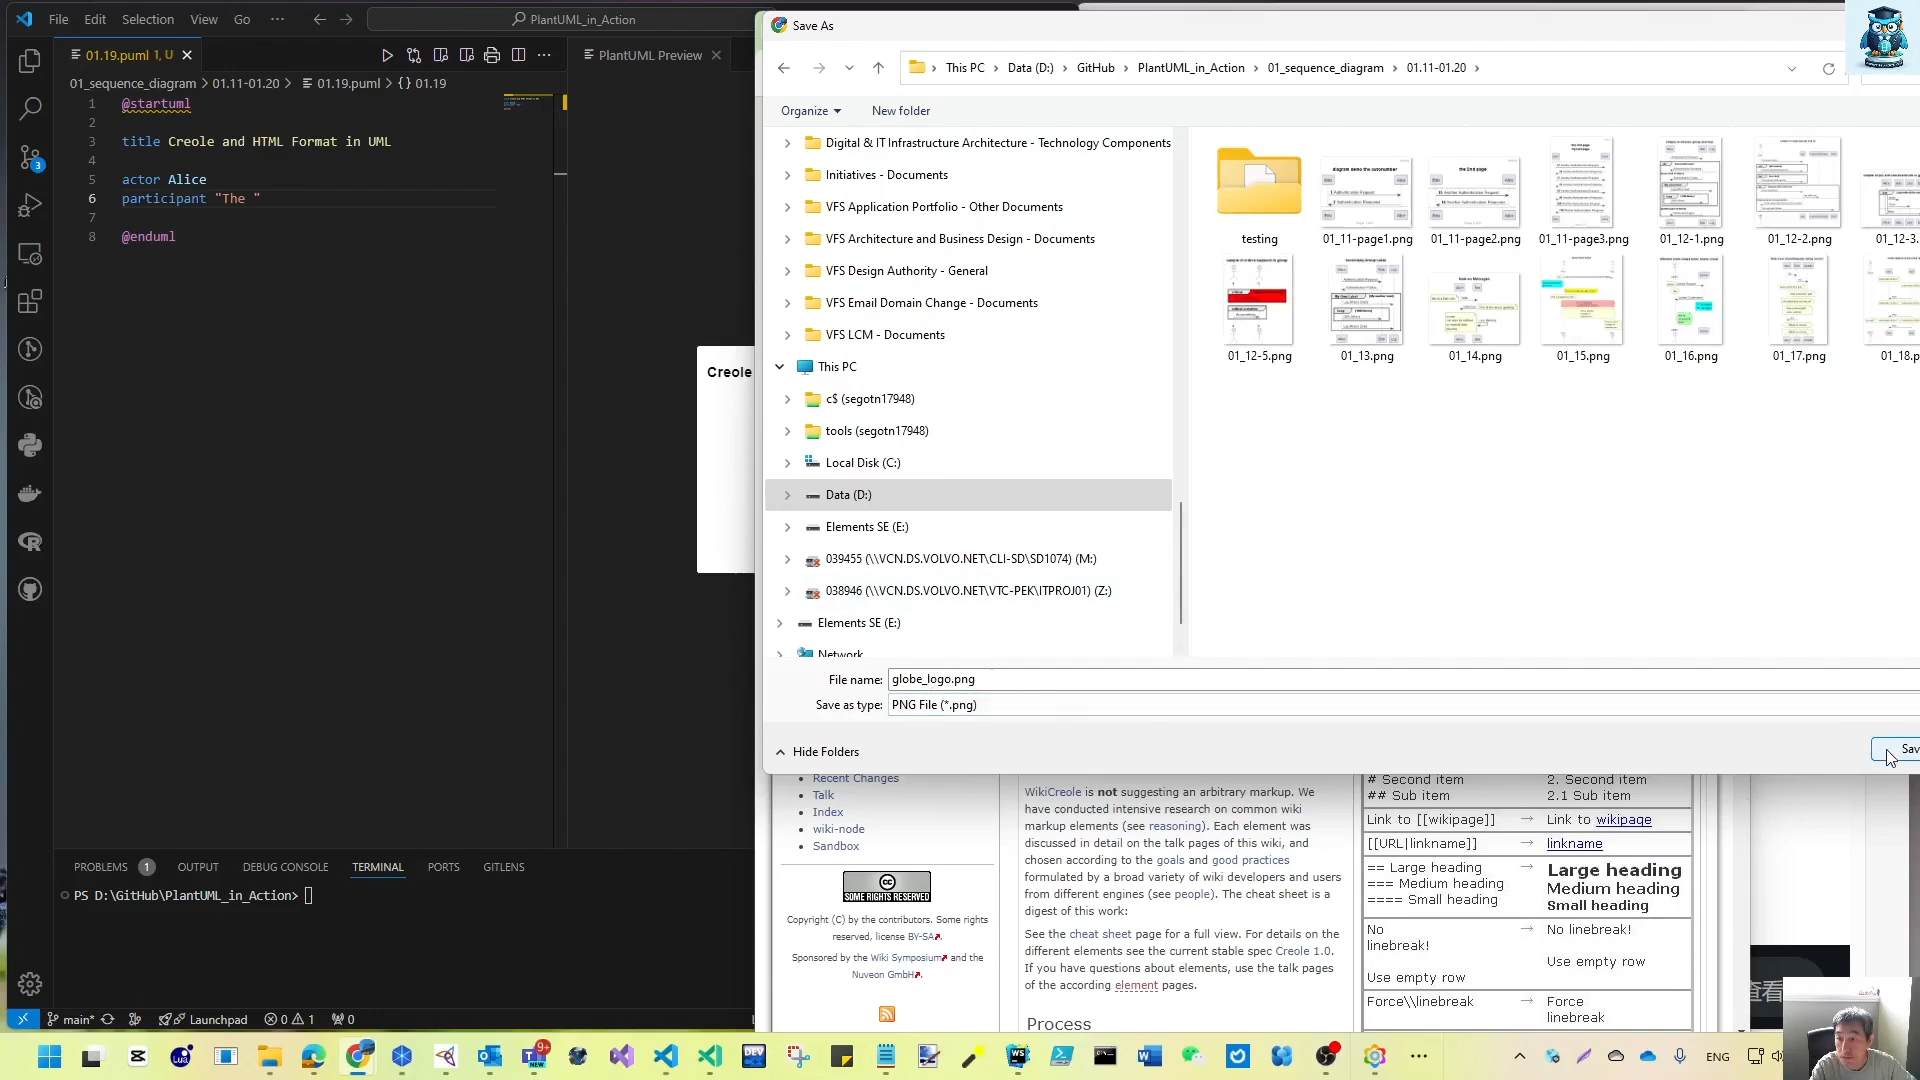 File Edit Selection View Go ···
PlantUML_in_Action
01.19.puml 1, U
PlantUML Preview
01_sequence_diagram > 01.11-01.20 > 01.19.puml > {} 01.19
1 @startuml
2
3 title Creole and HTML Format in UML
4
5 actor Alice
6 participant "The "
7
8 @enduml
Creole
PROBLEMS 1 OUTPUT DEBUG CONSOLE TERMINAL PORTS GITLENS
PS D:\GitHub\PlantUML_in_Action>
main* Launchpad 0 1 0
Save As
This PC > Data (D:) > GitHub > PlantUML_in_Action > 01_sequence_diagram > 01.11-01.20 >
Organize New folder
Digital & IT Infrastructure Architecture - Technology Components
Initiatives - Documents
VFS Application Portfolio - Other Documents
VFS Architecture and Business Design - Documents
VFS Design Authority - General
VFS Email Domain Change - Documents
VFS LCM - Documents
This PC
c$ (segotn17948)
tools (segotn17948)
Local Disk (C:)
Data (D:)
Elements SE (E:)
039455 (\\VCN.DS.VOLVO.NET\CLI-SD\SD1074) (M:)
038946 (\\VCN.DS.VOLVO.NET\VTC-PEK\ITPROJ01) (Z:)
Elements SE (E:)
Network
testing 01_11-page1.png 01_11-page2.png 01_11-page3.png 01_12-1.png 01_12-2.png 01_12-3.
01_12-5.png 01_13.png 01_14.png 01_15.png 01_16.png 01_17.png 01_18.p
File name: globe_logo.png
Save as type: PNG File (*.png)
Hide Folders
Sav
Recent Changes
Talk
Index
wiki-node
Sandbox
SOME RIGHTS RESERVED
Copyright (C) by the contributors. Some rights
reserved, license BY-SA.
Sponsored by the Wiki Symposium and the
Nuveon GmbH.
WikiCreole is not suggesting an arbitrary markup. We
have conducted intensive research on common wiki
markup elements (see reasoning). Each element was
discussed in detail on the talk pages of this wiki, and
chosen according to the goals and good practices
formulated by a broad variety of wiki developers and users
from different engines (see people). The cheat sheet is a
digest of this work:
See the cheat sheet page for a full view. For details on the
different elements see the current stable spec Creole 1.0.
If you have questions about elements, use the talk pages
of the according element pages.
Process
# Second item 2. Second item
## Sub item 2.1 Sub item
Link to [[wikipage]] → Link to wikipage
[[URL|linkname]] → linkname
== Large heading → Large heading
=== Medium heading Medium heading
==== Small heading Small heading
No → No linebreak!
linebreak!
Use empty row
Use empty row
Force\\linebreak → Force
linebreak
查看
ENG